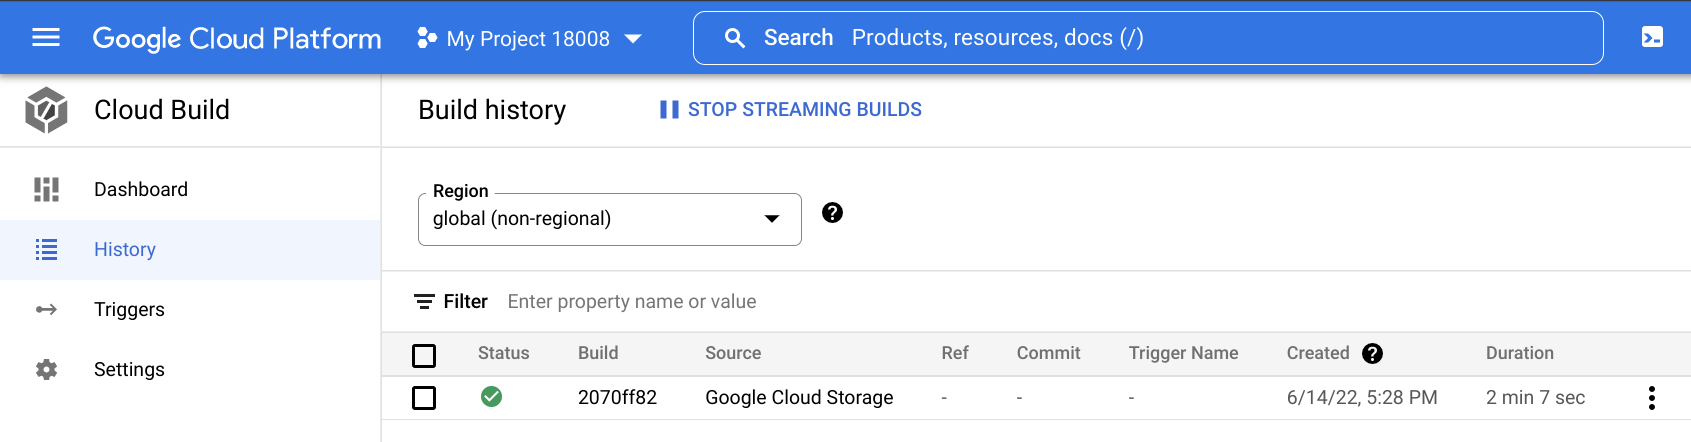 Google Cloud Platform My Project 18008 Search Products, resources, docs (/)
Cloud Build
Dashboard
History
Triggers
Settings
Build history STOP STREAMING BUILDS
Region
global (non-regional)
Filter Enter property name or value
Status Build Source Ref Commit Trigger Name Created Duration
2070ff82 Google Cloud Storage - - - 6/14/22, 5:28 PM 2 min 7 sec